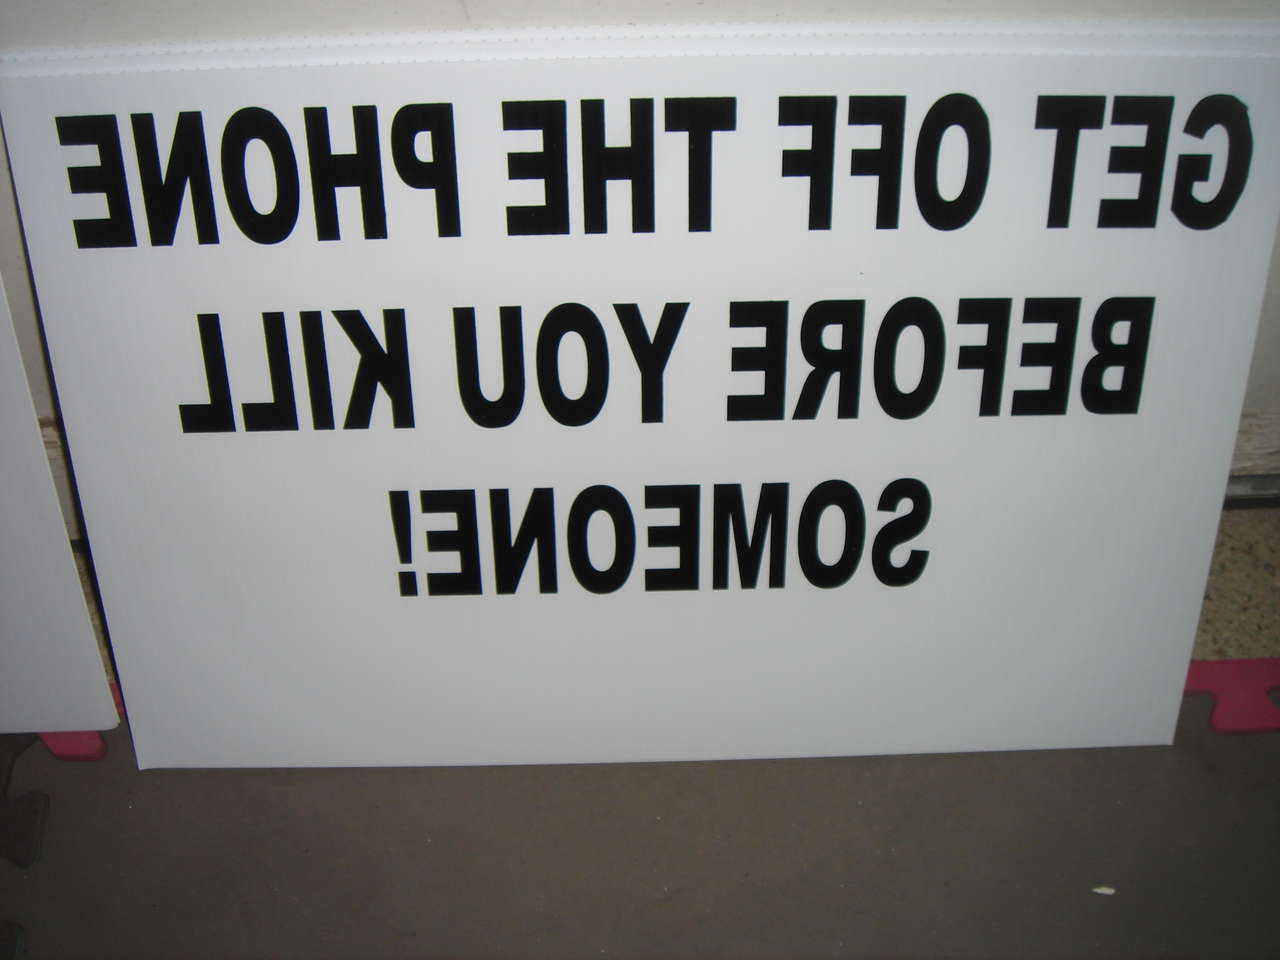 GET OFF THE PHONE
BEFORE YOU KILL
SOMEONE!